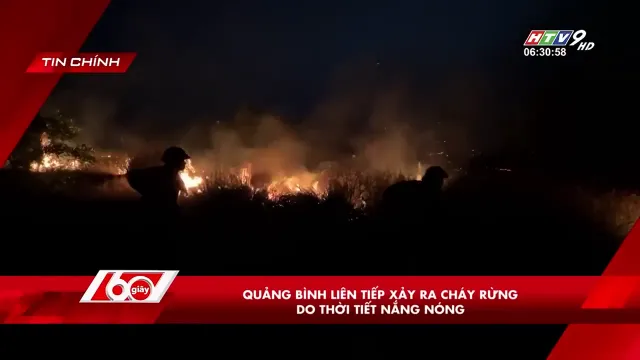 TIN CHÍNH
HTV9 HD
06:30:58
60 giây
QUẢNG BÌNH LIÊN TIẾP XẢY RA CHÁY RỪNG
DO THỜI TIẾT NẮNG NÓNG